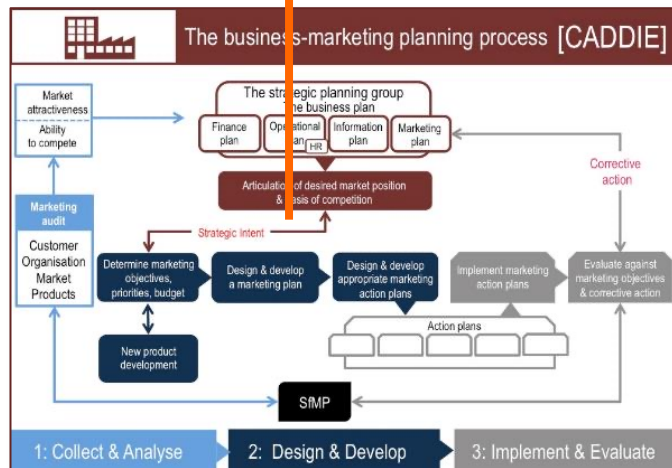 The business-marketing planning process [CADDIE]
Market
attractiveness
Ability
to compete
The strategic planning group
The business plan
Finance
plan
HR
Information
plan
Marketing
plan
Articulation of desired market position
& basis of competition
Corrective
action
Marketing
audit
Customer
Organisation
Market
Products
Strategic Intent
Determine marketing
objectives,
priorities, budget
Design & develop
a marketing plan
Design & develop
appropriate marketing
action plans
Implement marketing
action plans
Evaluate against
marketing objectives
& corrective action
New product
development
Action plans
SfMP
1: Collect & Analyse
2: Design & Develop
3: Implement & Evaluate